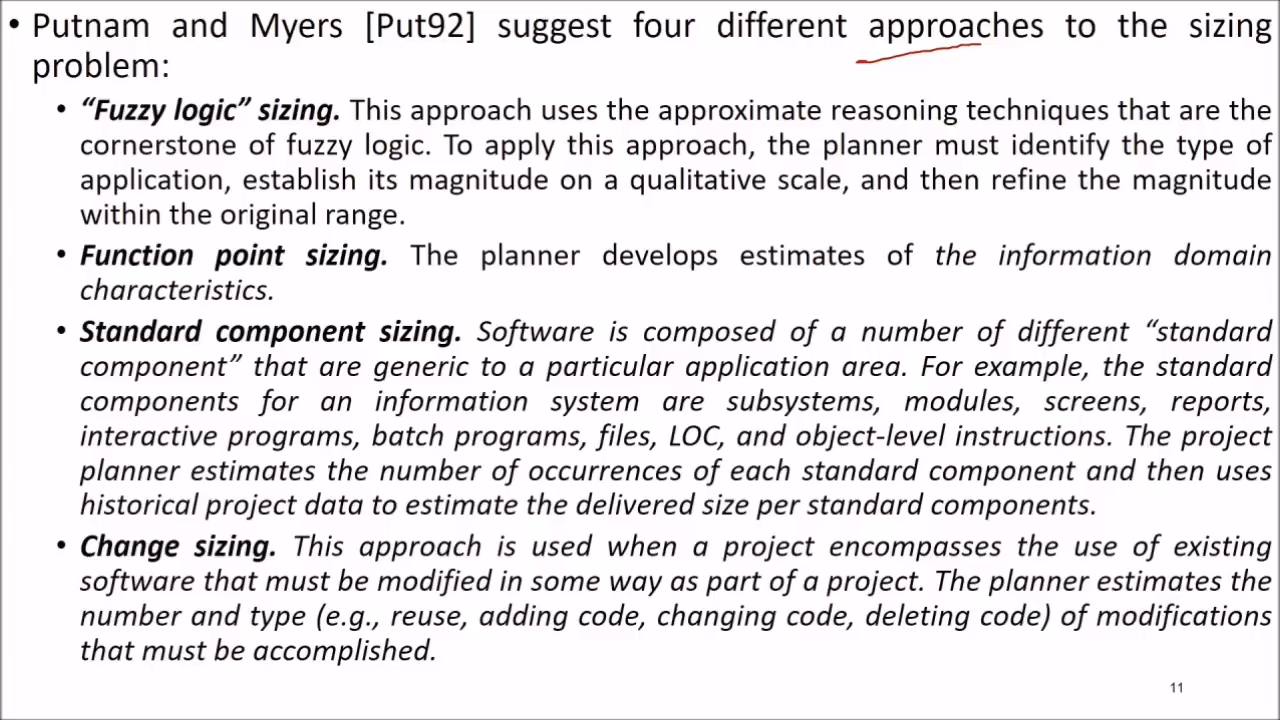 • Putnam and Myers [Put92] suggest four different approaches to the sizing
problem:
• “Fuzzy logic” sizing. This approach uses the approximate reasoning techniques that are the
cornerstone of fuzzy logic. To apply this approach, the planner must identify the type of
application, establish its magnitude on a qualitative scale, and then refine the magnitude
within the original range.
• Function point sizing. The planner develops estimates of the information domain
characteristics.
• Standard component sizing. Software is composed of a number of different “standard
component” that are generic to a particular application area. For example, the standard
components for an information system are subsystems, modules, screens, reports,
interactive programs, batch programs, files, LOC, and object-level instructions. The project
planner estimates the number of occurrences of each standard component and then uses
historical project data to estimate the delivered size per standard components.
• Change sizing. This approach is used when a project encompasses the use of existing
software that must be modified in some way as part of a project. The planner estimates the
number and type (e.g., reuse, adding code, changing code, deleting code) of modifications
that must be accomplished.
11